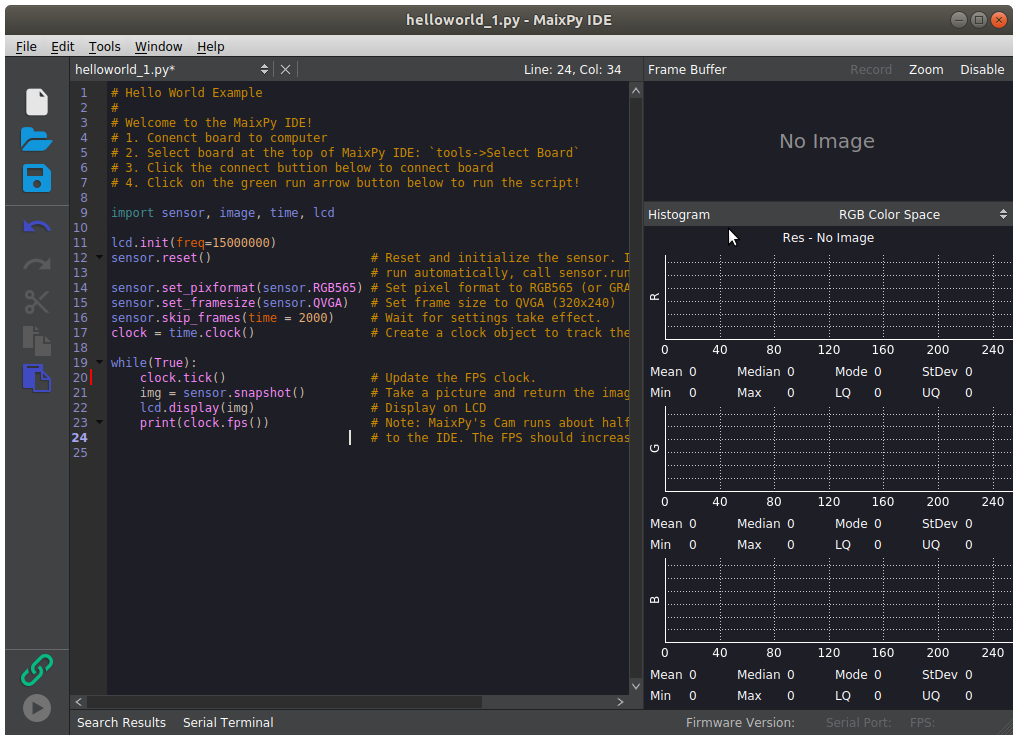 helloworld_1.py - MaixPy IDE
File Edit Tools Window Help
helloworld_1.py* Line: 24, Col: 34 Frame Buffer Record Zoom Disable
1 # Hello World Example
2 #
3 # Welcome to the MaixPy IDE!
4 # 1. Conenct board to computer
5 # 2. Select board at the top of MaixPy IDE: `tools->Select Board`
6 # 3. Click the connect buttion below to connect board
7 # 4. Click on the green run arrow button below to run the script!
8
9 import sensor, image, time, lcd
10
11 lcd.init(freq=15000000)
12 sensor.reset() # Reset and initialize the sensor. I
13 # run automatically, call sensor.run
14 sensor.set_pixformat(sensor.RGB565) # Set pixel format to RGB565 (or GRA
15 sensor.set_framesize(sensor.QVGA) # Set frame size to QVGA (320x240)
16 sensor.skip_frames(time = 2000) # Wait for settings take effect.
17 clock = time.clock() # Create a clock object to track the
18
19 while(True):
20 clock.tick() # Update the FPS clock.
21 img = sensor.snapshot() # Take a picture and return the imag
22 lcd.display(img) # Display on LCD
23 print(clock.fps()) # Note: MaixPy's Cam runs about half
24 # to the IDE. The FPS should increas
25
No Image
Histogram RGB Color Space
Res - No Image
R
0 40 80 120 160 200 240
Mean 0 Median 0 Mode 0 StDev 0
Min 0 Max 0 LQ 0 UQ 0
G
0 40 80 120 160 200 240
Mean 0 Median 0 Mode 0 StDev 0
Min 0 Max 0 LQ 0 UQ 0
B
0 40 80 120 160 200 240
Mean 0 Median 0 Mode 0 StDev 0
Min 0 Max 0 LQ 0 UQ 0
Search Results Serial Terminal Firmware Version: Serial Port: FPS: